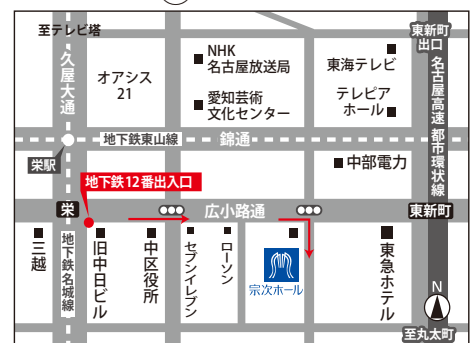 至テレビ塔
久屋大通
オアシス
21
NHK
名古屋放送局
愛知芸術
文化センター
東海テレビ
テレピア
ホール
東新町
出口
名古屋高速 都市環状線
地下鉄東山線
錦通
栄駅
中部電力
地下鉄12番出入口
栄
広小路通
東新町
三越
地下鉄名城線
旧中日ビル
中区役所
セブンイレブン
ローソン
宗次ホール
東急ホテル
N
至丸太町